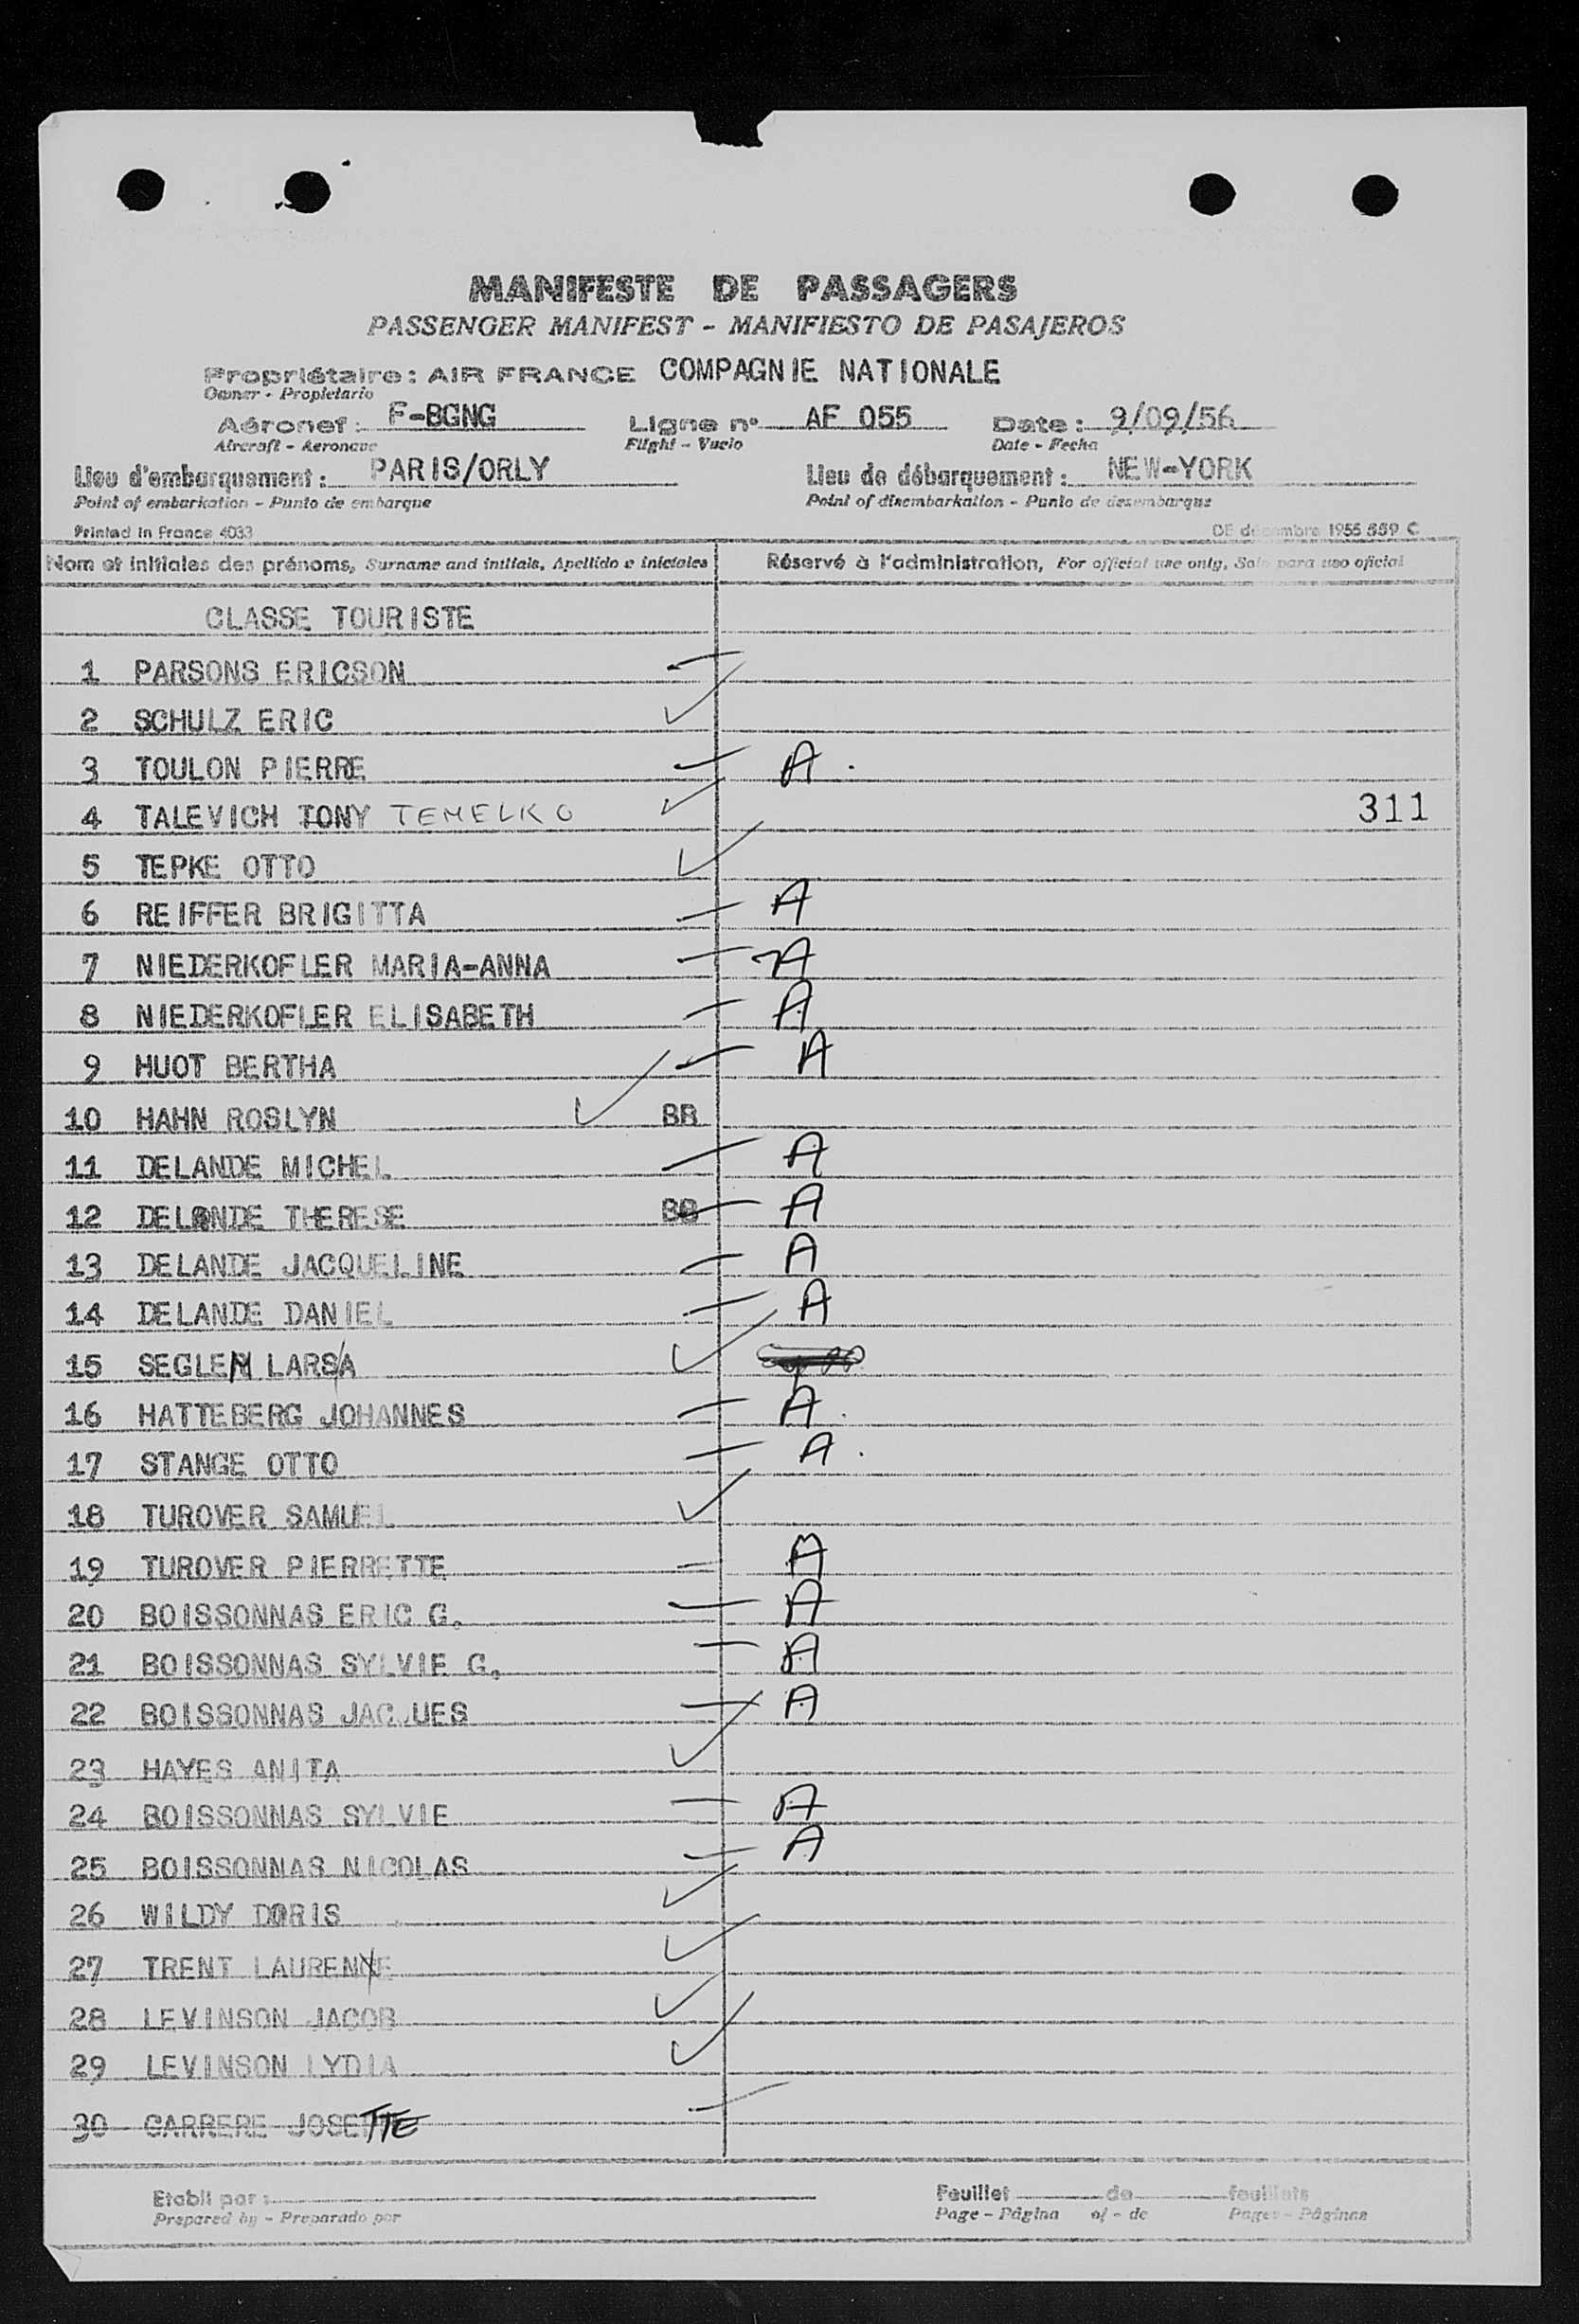 MANIFESTE DE PASSAGERS
PASSENGER MANIFEST - MANIFIESTO DE PASAJEROS
Propriétaire : AIR FRANCE COMPAGNIE NATIONALE
Owner - Propietario
Aéronef : F-BGNG Ligne n° AF 055 Date : 9/09/56
Aircraft - Aeronave Flight - Vuelo Date - Fecha
Lieu d'embarquement : PARIS/ORLY Lieu de débarquement : NEW-YORK
Point of embarkation - Punto de embarque Point of disembarkation - Punto de desembarque
Printed in France 4033 DE décembre 1955 559 C
Nom et initiales des prénoms, Surname and initials, Apellido e iniciales Réservé à l'administration, For official use only, Solo para uso oficial
CLASSE TOURISTE
1 PARSONS ERICSON
2 SCHULZ ERIC
3 TOULON PIERRE A .
4 TALEVICH TONY TEMELKO 311
5 TEPKE OTTO
6 REIFFER BRIGITTA A
7 NIEDERKOFLER MARIA-ANNA A
8 NIEDERKOFLER ELISABETH A
9 HUOT BERTHA A
10 HAHN ROSLYN BB
11 DELANDE MICHEL A
12 DELANDE THERESE BB A
13 DELANDE JACQUELINE A
14 DELANDE DANIEL A
15 SEGLEM LARSA
16 HATTEBERG JOHANNES A .
17 STANGE OTTO A .
18 TUROVER SAMUEL
19 TUROVER PIERRETTE A
20 BOISSONNAS ERIC G. A
21 BOISSONNAS SYLVIE G. A
22 BOISSONNAS JACQUES A
23 HAYES ANITA
24 BOISSONNAS SYLVIE A
25 BOISSONNAS NICOLAS A
26 WILDY DORIS
27 TRENT LAURENCE
28 LEVINSON JACOB
29 LEVINSON LYDIA
30 CARRERE JOSETTE
Etabli par : Feuillet de feuillets
Prepared by - Preparado por Page - Página of - de Pages - Páginas